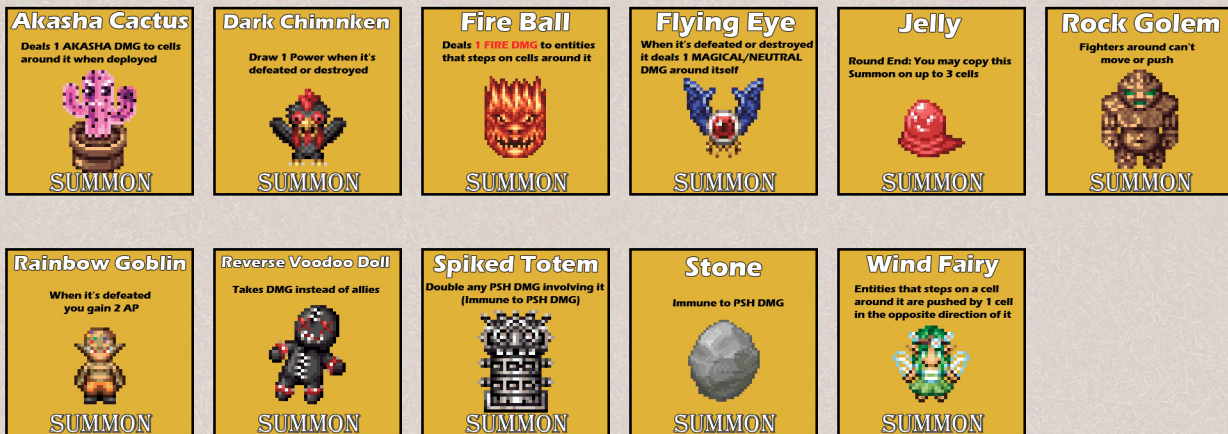 Akasha Cactus
Deals 1 AKASHA DMG to cells
around it when deployed
SUMMON
Dark Chimnken
Draw 1 Power when it's
defeated or destroyed
SUMMON
Fire Ball
Deals 1 FIRE DMG to entities
that steps on cells around it
SUMMON
Flying Eye
When it's defeated or destroyed
it deals 1 MAGICAL/NEUTRAL
DMG around itself
SUMMON
Jelly
Round End: You may copy this
Summon on up to 3 cells
SUMMON
Rock Golem
Fighters around can't
move or push
SUMMON
Rainbow Goblin
When it's defeated
you gain 2 AP
SUMMON
Reverse Voodoo Doll
Takes DMG instead of allies
SUMMON
Spiked Totem
Double any PSH DMG involving it
(Immune to PSH DMG)
SUMMON
Stone
Immune to PSH DMG
SUMMON
Wind Fairy
Entities that steps on a cell
around it are pushed by 1 cell
in the opposite direction of it
SUMMON